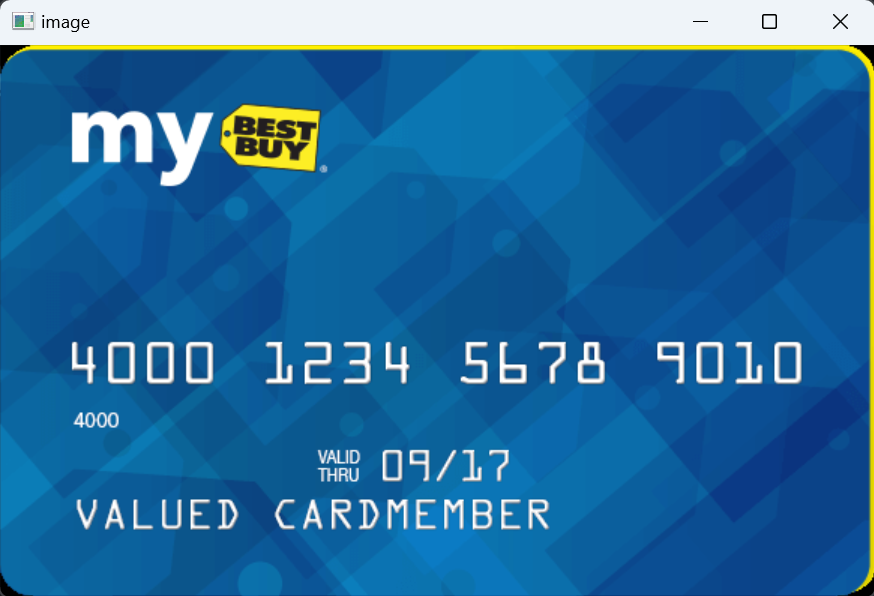 image
my BEST BUY®
4000 1234 5678 9010
4000
VALID THRU 09/17
VALUED CARDMEMBER